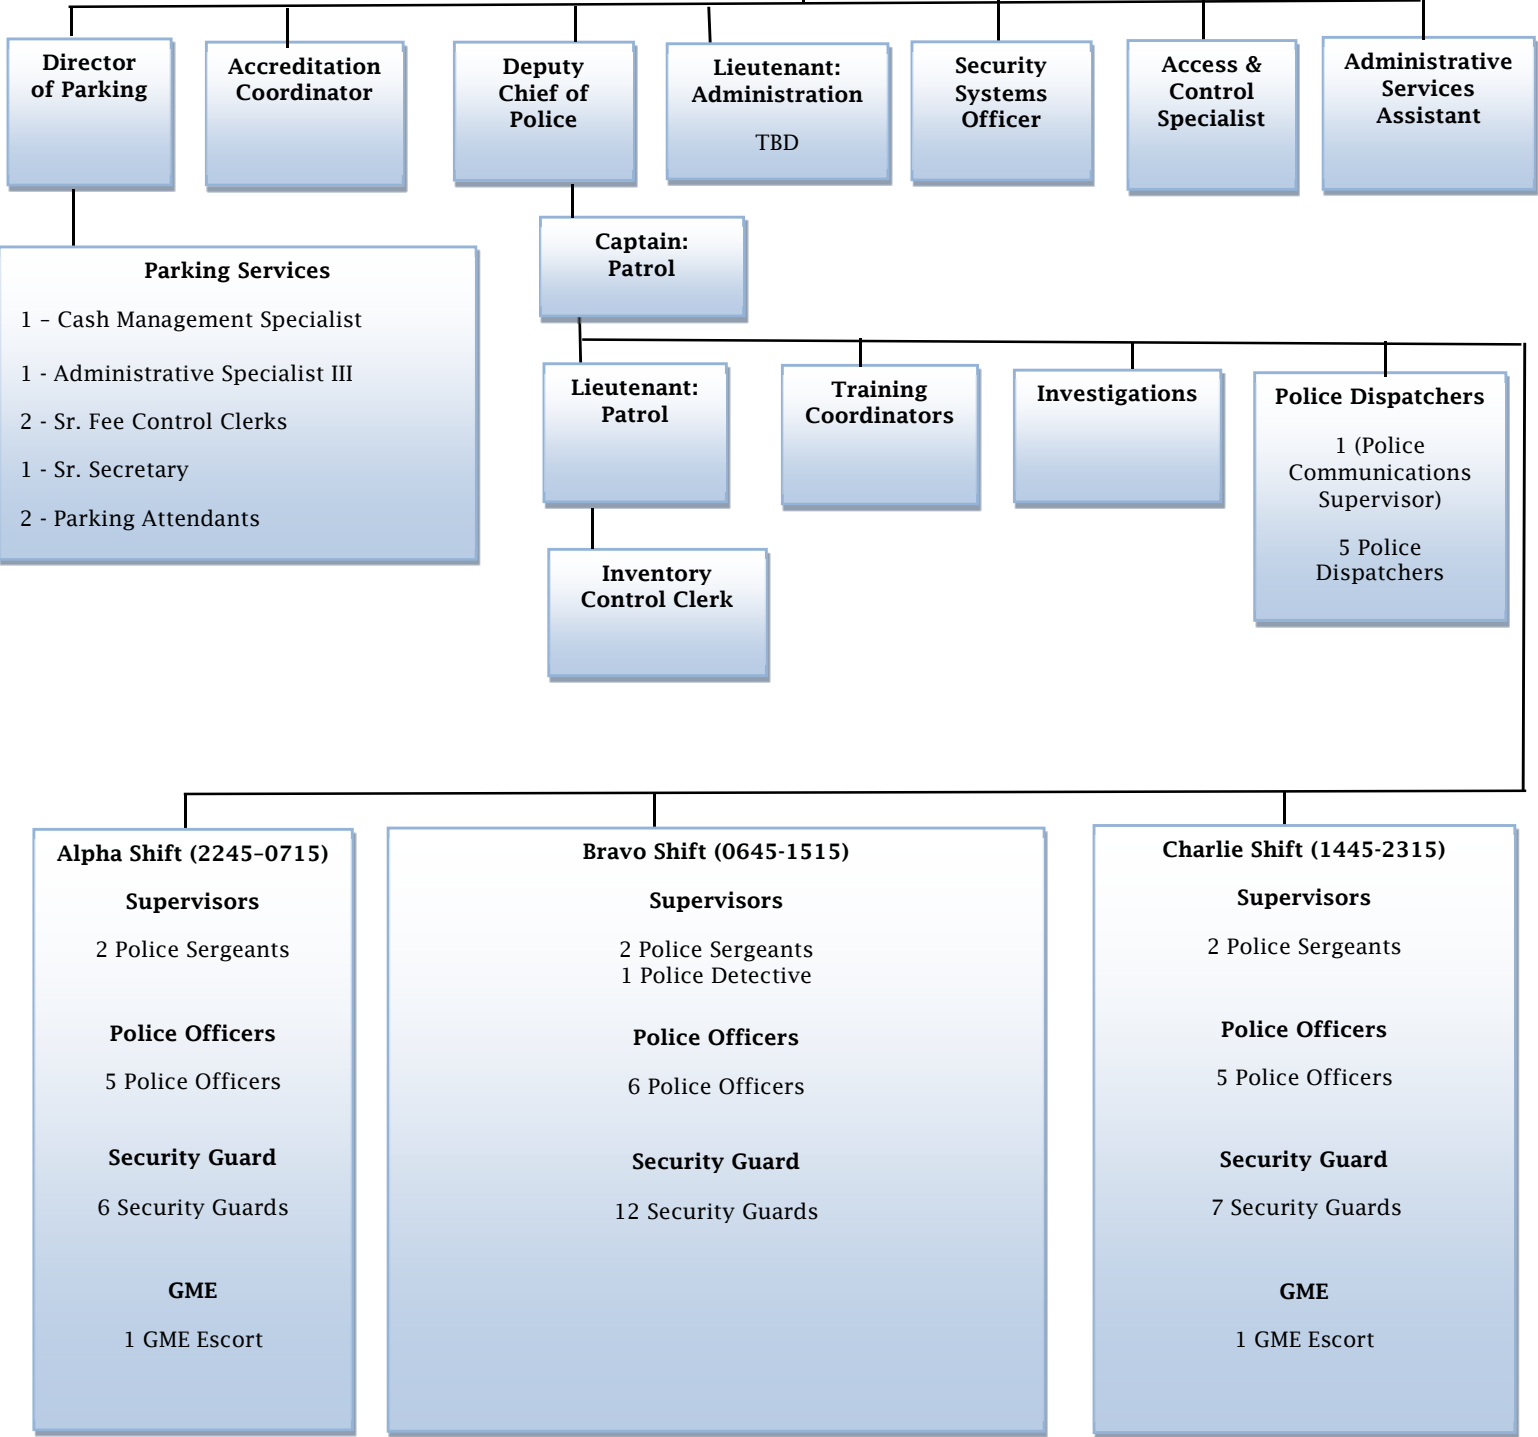 Director
of Parking
Accreditation
Coordinator
Deputy
Chief of
Police
Lieutenant:
Administration
TBD
Security
Systems
Officer
Access &
Control
Specialist
Administrative
Services
Assistant
Captain:
Patrol
Parking Services
1 – Cash Management Specialist
1 - Administrative Specialist III
2 - Sr. Fee Control Clerks
1 - Sr. Secretary
2 - Parking Attendants
Lieutenant:
Patrol
Training
Coordinators
Investigations
Police Dispatchers
1 (Police
Communications
Supervisor)
5 Police
Dispatchers
Inventory
Control Clerk
Alpha Shift (2245–0715)
Supervisors
2 Police Sergeants
Police Officers
5 Police Officers
Security Guard
6 Security Guards
GME
1 GME Escort
Bravo Shift (0645-1515)
Supervisors
2 Police Sergeants
1 Police Detective
Police Officers
6 Police Officers
Security Guard
12 Security Guards
Charlie Shift (1445-2315)
Supervisors
2 Police Sergeants
Police Officers
5 Police Officers
Security Guard
7 Security Guards
GME
1 GME Escort